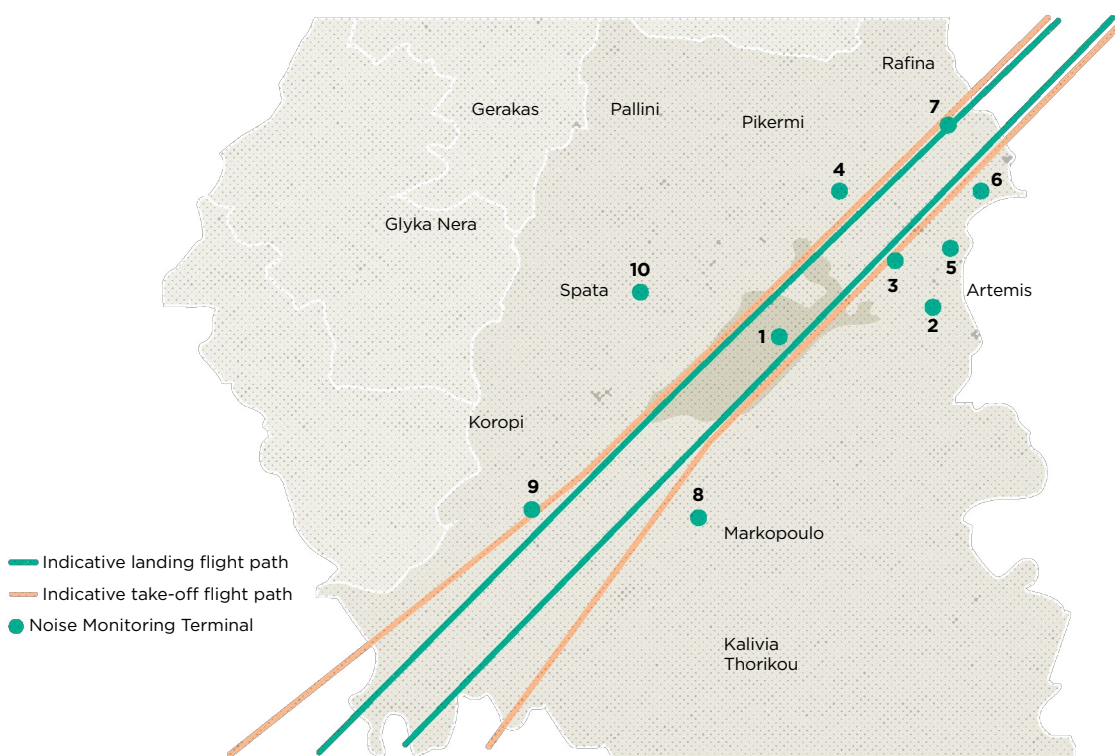 Rafina
Gerakas
Pallini
7
Pikermi
4
6
Glyka Nera
10
5
3
Spata
Artemis
2
1
Koropi
9
8
Markopoulo
Indicative landing flight path
Indicative take-off flight path
Noise Monitoring Terminal
Kalivia
Thorikou